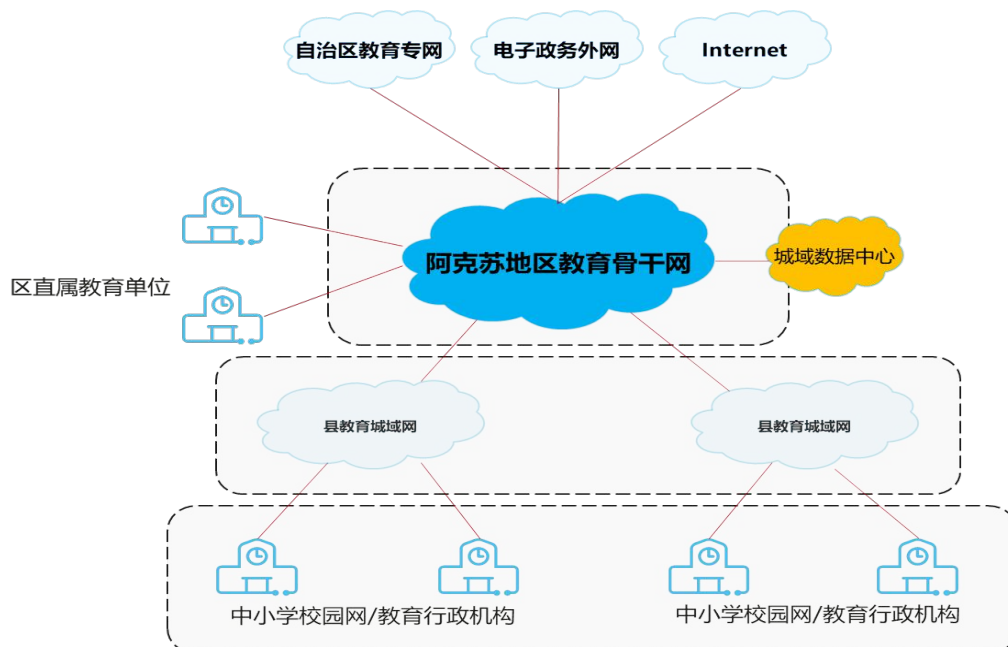 自治区教育专网
电子政务外网
Internet
阿克苏地区教育骨干网
城域数据中心
区直属教育单位
县教育城域网
县教育城域网
中小学校园网/教育行政机构
中小学校园网/教育行政机构